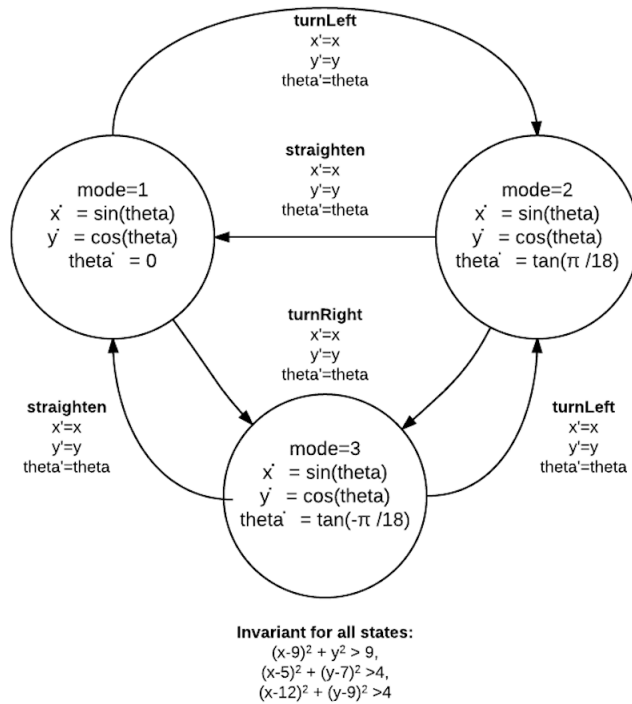 turnLeft
x'=x
y'=y
theta'=theta
straighten
x'=x
y'=y
theta'=theta
mode=1
x˙ = sin(theta)
y˙ = cos(theta)
theta˙ = 0
mode=2
x˙ = sin(theta)
y˙ = cos(theta)
theta˙ = tan(π /18)
turnRight
x'=x
y'=y
theta'=theta
straighten
x'=x
y'=y
theta'=theta
turnLeft
x'=x
y'=y
theta'=theta
mode=3
x˙ = sin(theta)
y˙ = cos(theta)
theta˙ = tan(-π /18)
Invariant for all states:
(x-9)² + y² > 9,
(x-5)² + (y-7)² >4,
(x-12)² + (y-9)² >4